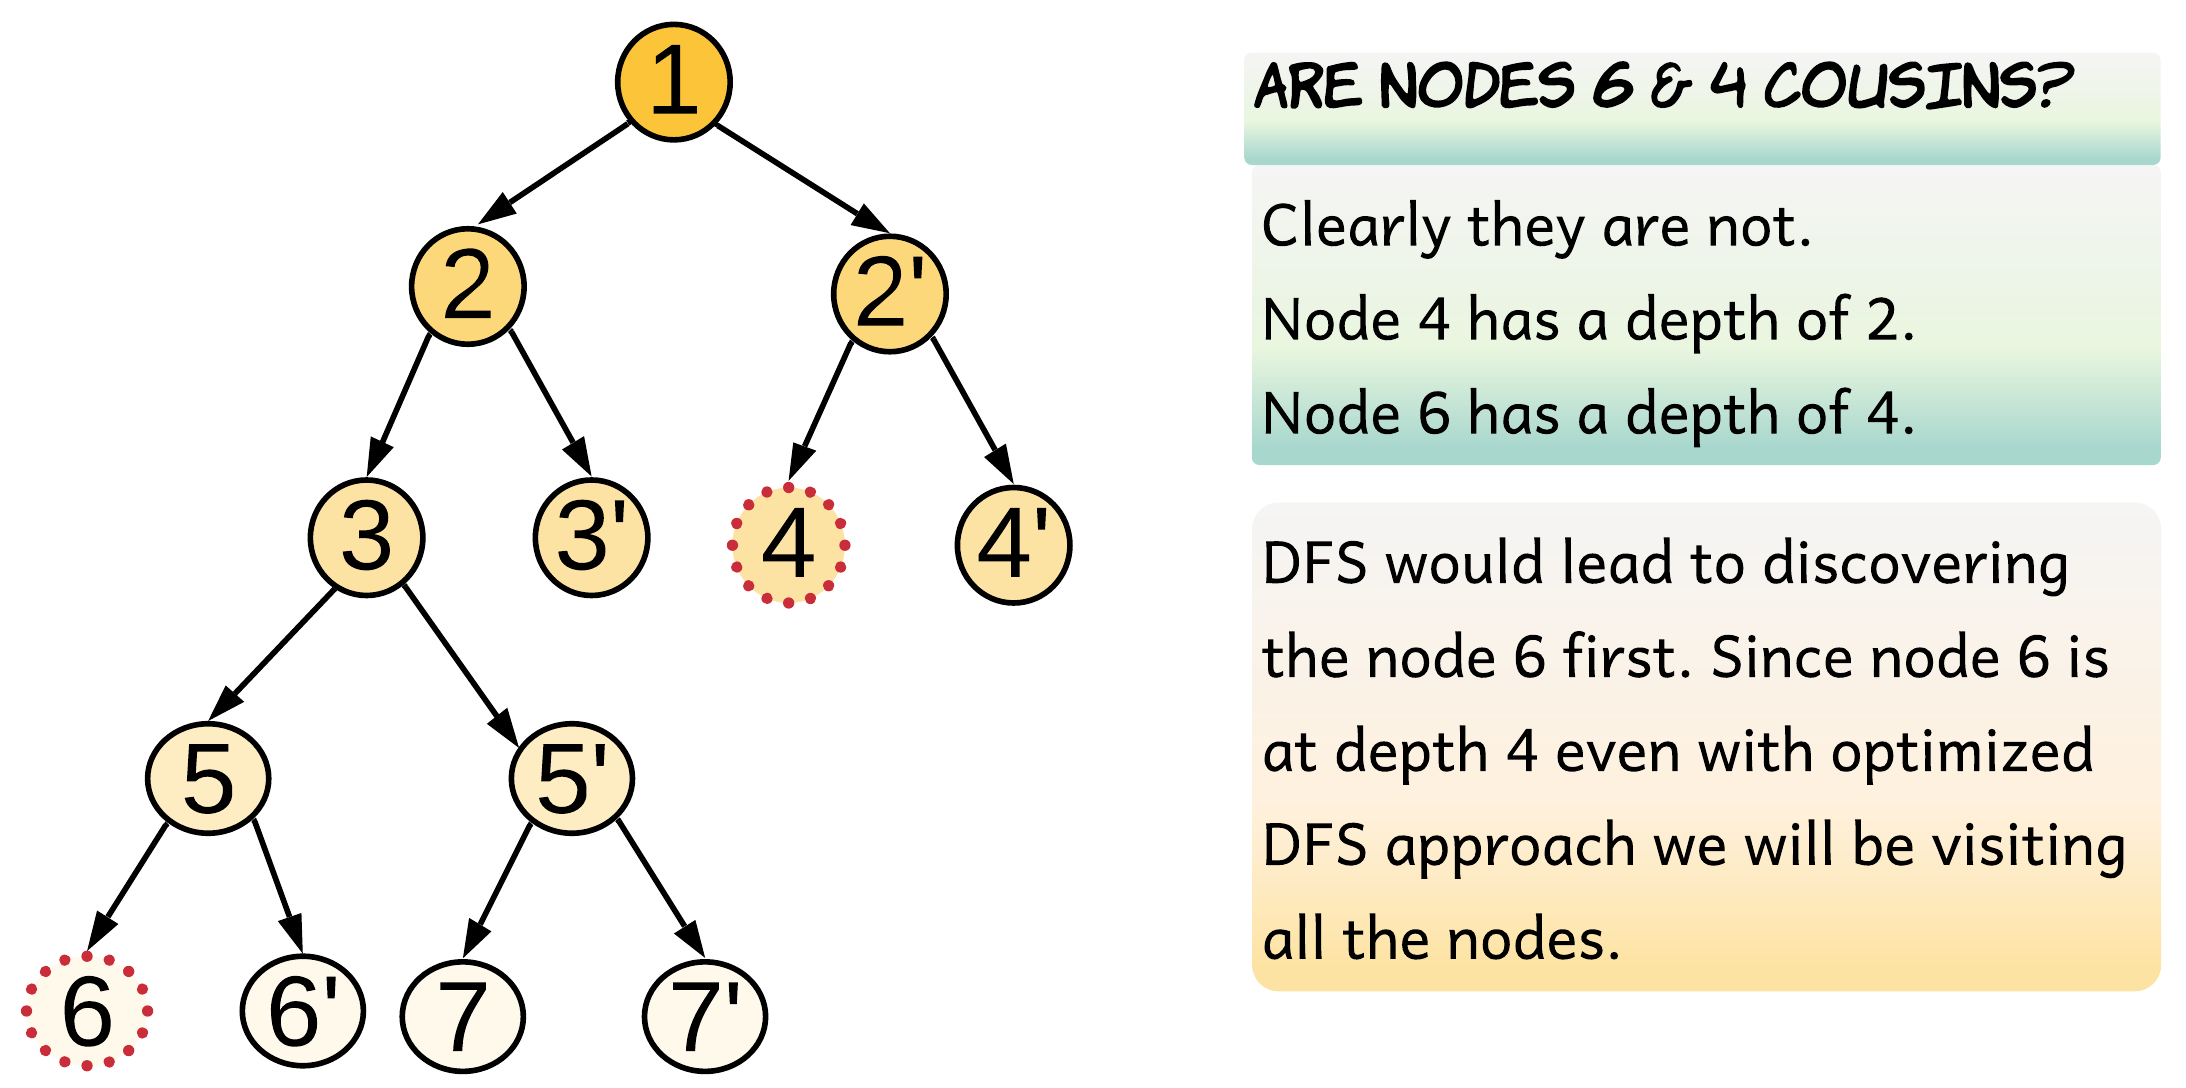 1
2
2'
3
3'
4
4'
5
5'
6
6'
7
7'
ARE NODES 6 & 4 COUSINS?
Clearly they are not.
Node 4 has a depth of 2.
Node 6 has a depth of 4.
DFS would lead to discovering
the node 6 first. Since node 6 is
at depth 4 even with optimized
DFS approach we will be visiting
all the nodes.